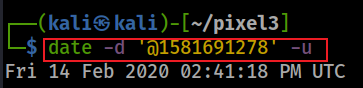 ┌──(kali㉿kali)-[~/pixel3]
└─$ date -d '@1581691278' -u
Fri 14 Feb 2020 02:41:18 PM UTC